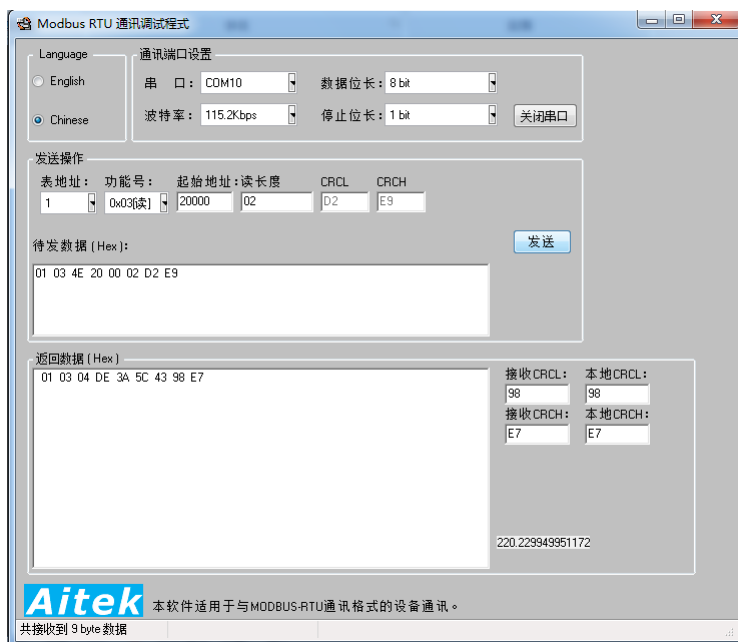 Modbus RTU 通讯调试程式
Language
English
Chinese
通讯端口设置
串 口: COM10 数据位长: 8 bit
波特率: 115.2Kbps 停止位长: 1 bit 关闭串口
发送操作
表地址: 功能号: 起始地址: 读长度 CRCL CRCH
1 0x03[读] 20000 02 D2 E9
待发数据(Hex): 发送
01 03 4E 20 00 02 D2 E9
返回数据(Hex)
01 03 04 DE 3A 5C 43 98 E7
接收CRCL: 本地CRCL:
98 98
接收CRCH: 本地CRCH:
E7 E7
220.229949951172
Aitek 本软件适用于与MODBUS-RTU通讯格式的设备通讯。
共接收到 9 byte 数据